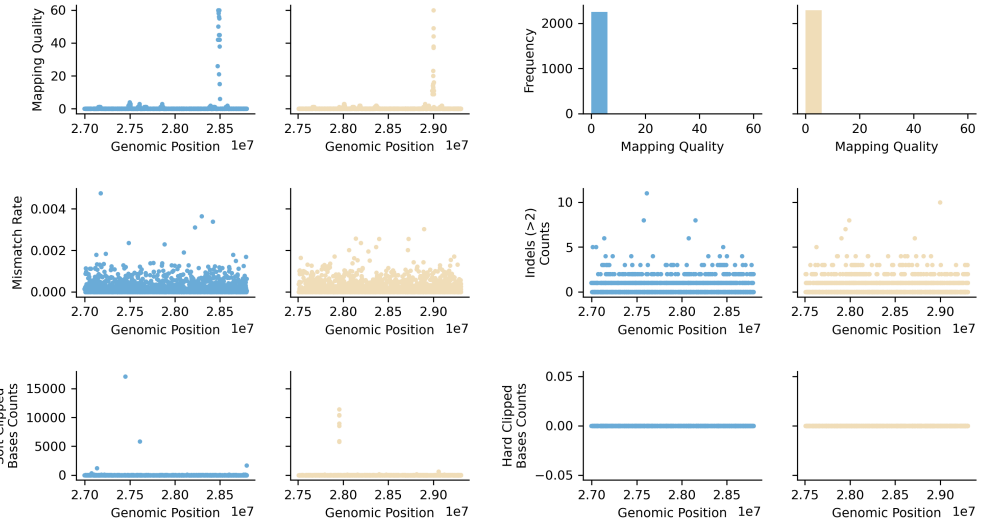 Mapping Quality
60
40
20
0
2.70 2.75 2.80 2.85
Genomic Position 1e7
2.75 2.80 2.85 2.90
Genomic Position 1e7
Frequency
2000
1000
0
0 20 40 60
Mapping Quality
0 20 40 60
Mapping Quality
Mismatch Rate
0.004
0.002
0.000
2.70 2.75 2.80 2.85
Genomic Position 1e7
2.75 2.80 2.85 2.90
Genomic Position 1e7
Indels (>2)
Counts
10
5
0
2.70 2.75 2.80 2.85
Genomic Position 1e7
2.75 2.80 2.85 2.90
Genomic Position 1e7
Clipped
Bases Counts
15000
10000
5000
0
2.70 2.75 2.80 2.85
Genomic Position 1e7
2.75 2.80 2.85 2.90
Genomic Position 1e7
Hard Clipped
Bases Counts
0.05
0.00
−0.05
2.70 2.75 2.80 2.85
Genomic Position 1e7
2.75 2.80 2.85 2.90
Genomic Position 1e7